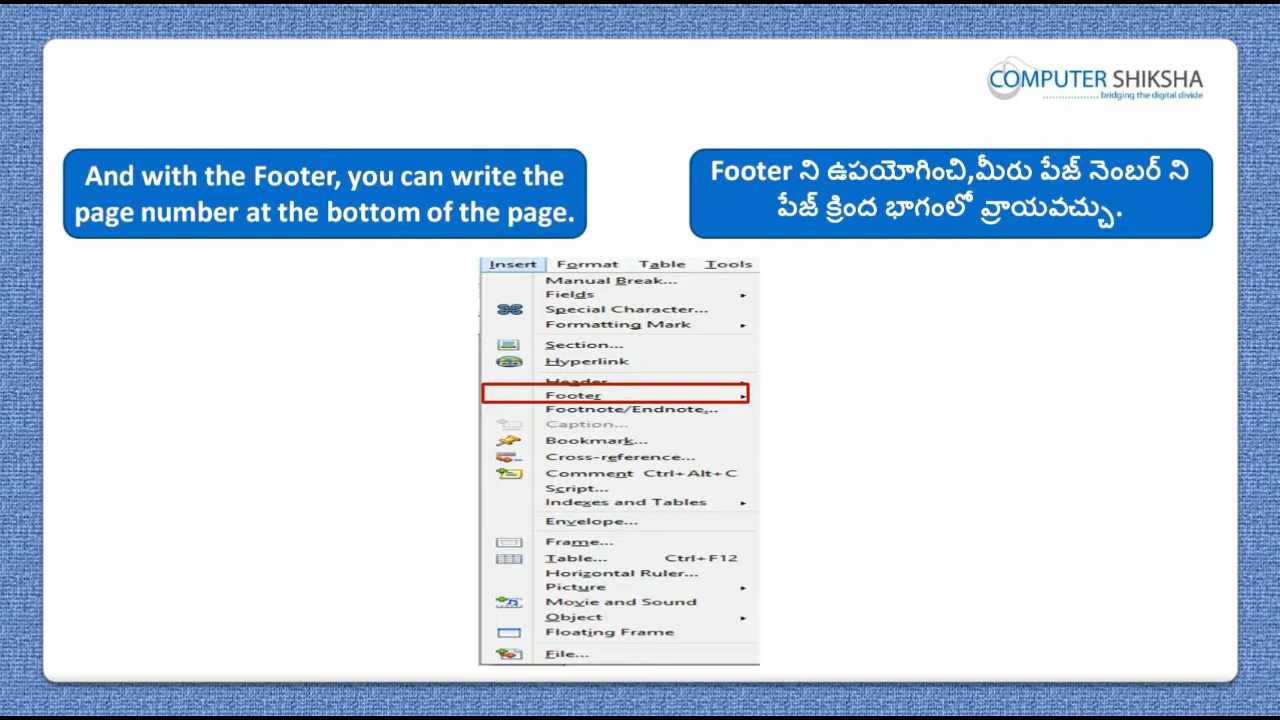 COMPUTER SHIKSHA
bridging the digital divide
And with the Footer, you can write the
page number at the bottom of the page.
Footer ని ఉపయోగించి,మీరు పేజ్ నెంబర్ ని
పేజ్ క్రింద భాగంలో వ్రాయవచ్చు.
Insert Format Table Tools
Manual Break...
Fields
Special Character...
Formatting Mark
Section...
Hyperlink
Header
Footer
Footnote/Endnote...
Caption...
Bookmark...
Cross-reference...
Comment Ctrl+Alt+C
Script...
Indexes and Tables
Envelope...
Frame...
Table... Ctrl+F12
Horizontal Ruler...
Picture
Movie and Sound
Object
Floating Frame
File...